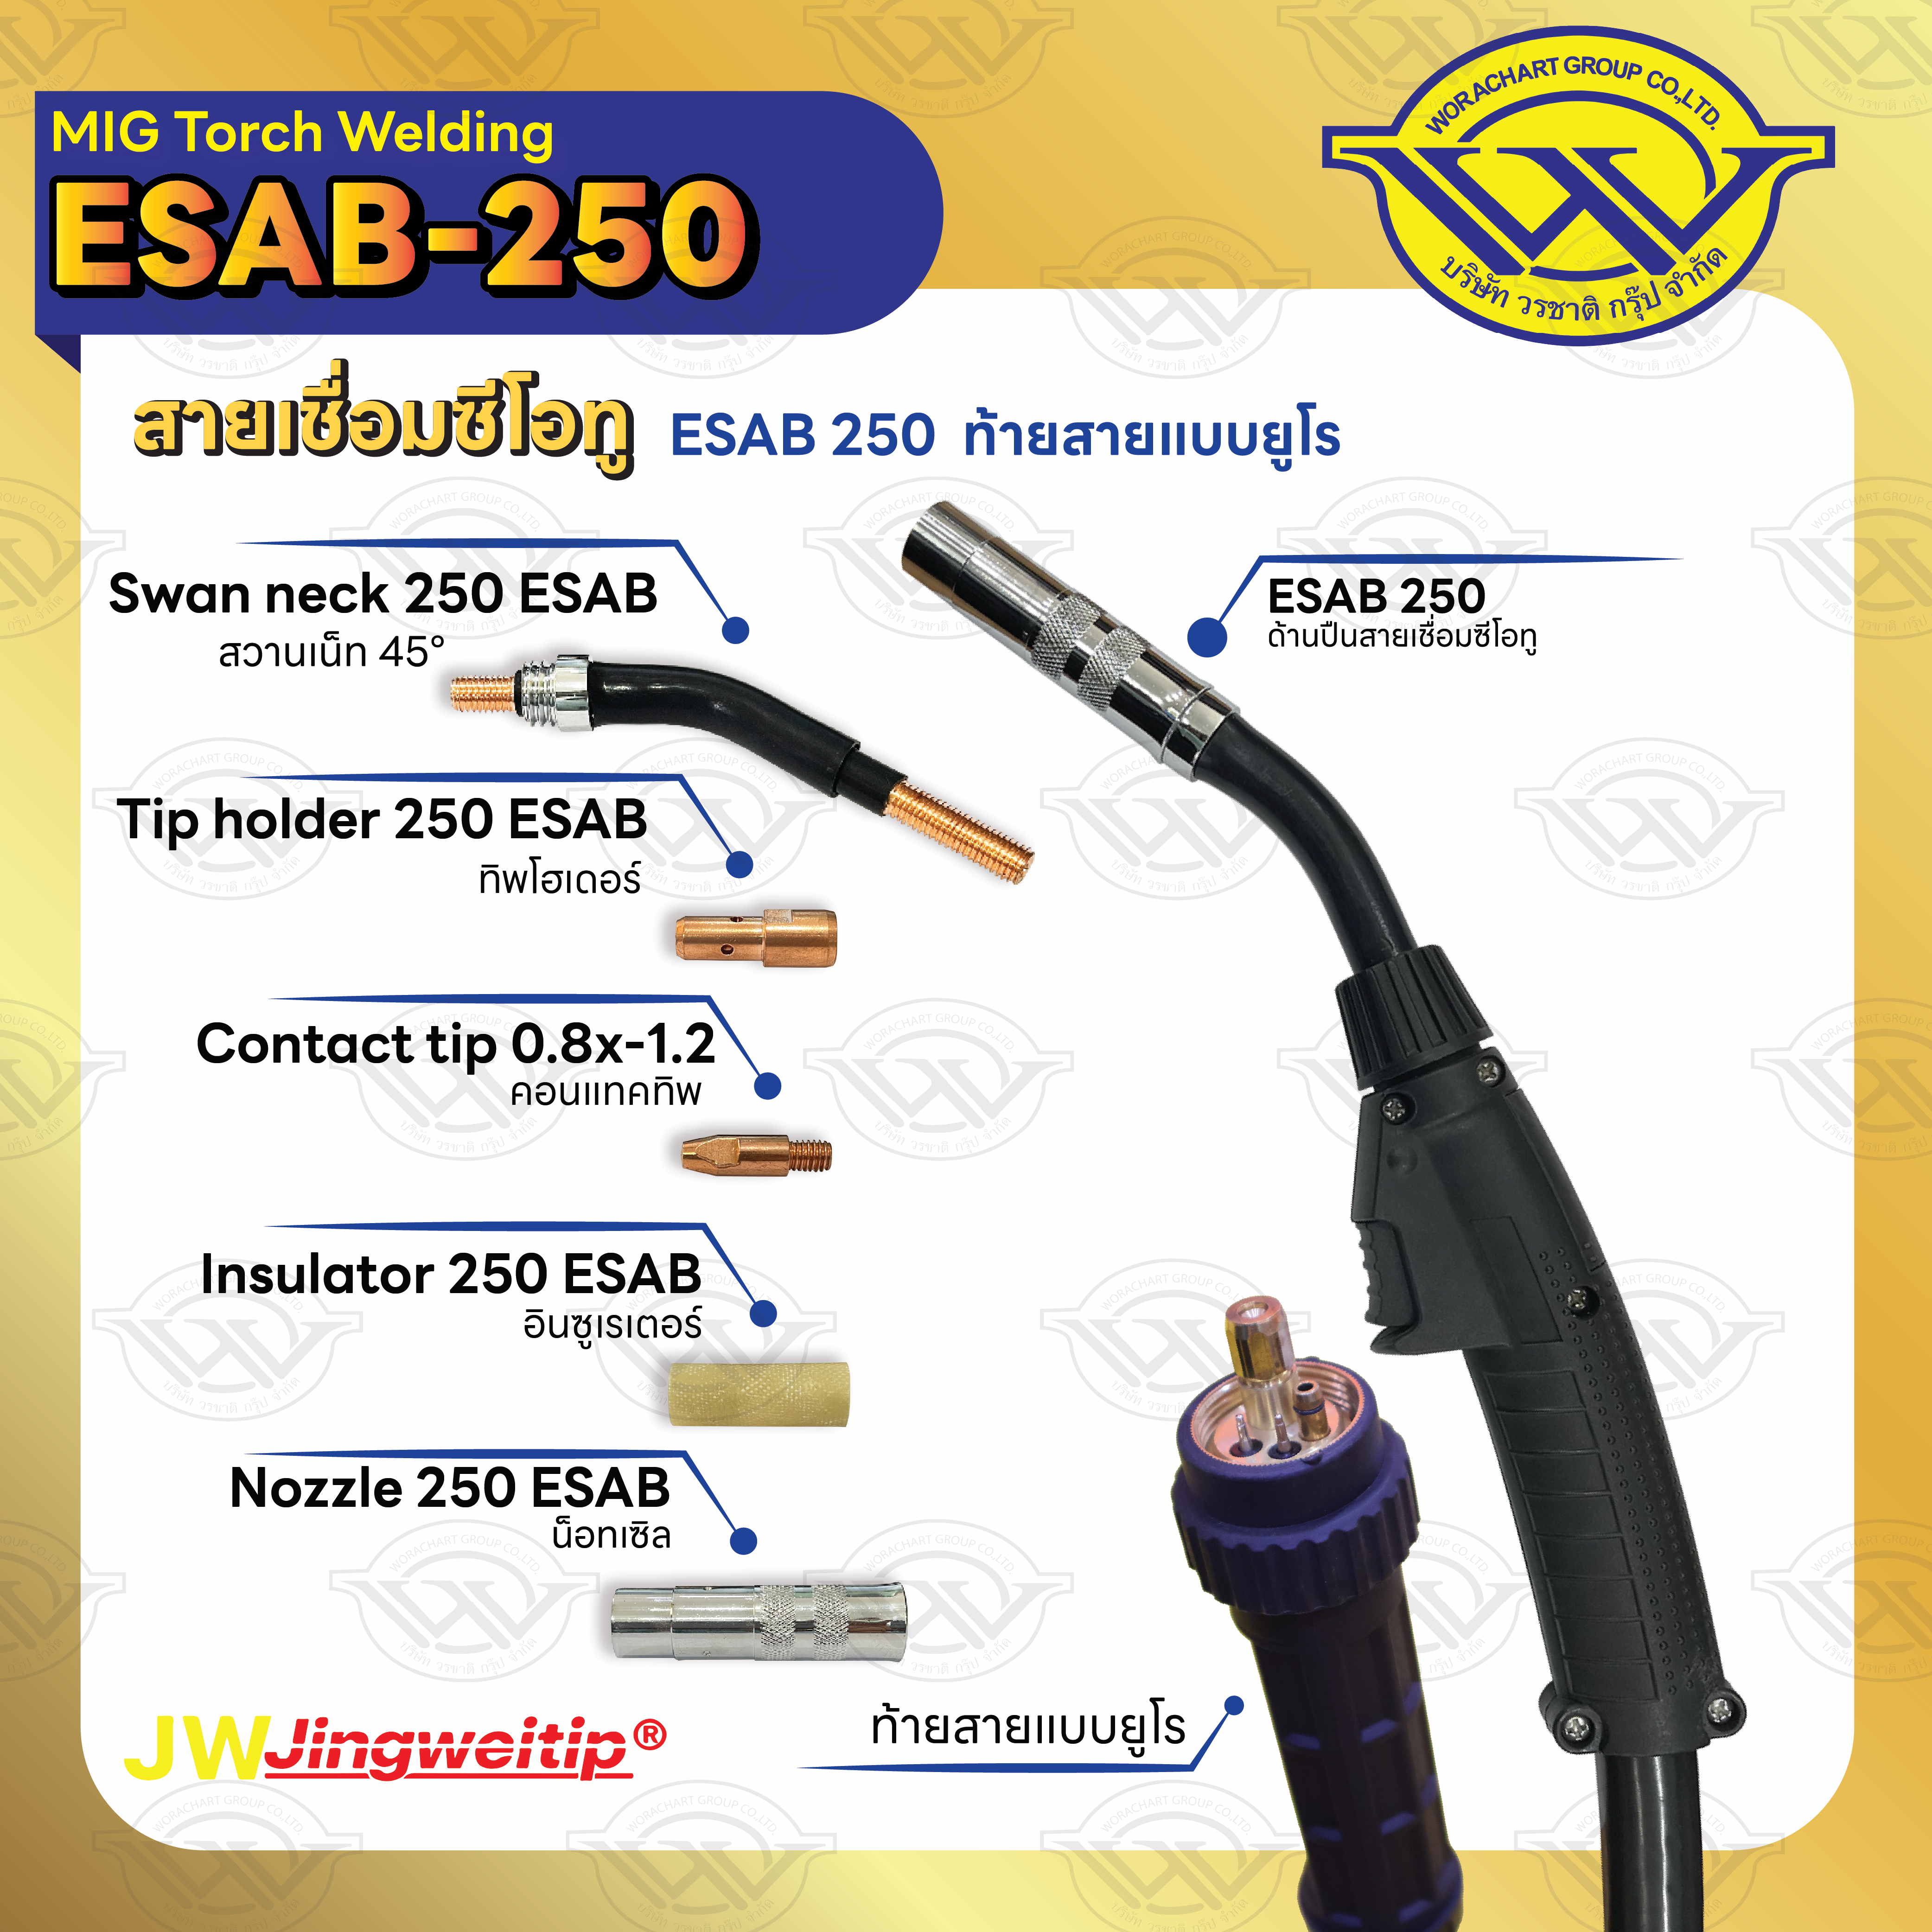 MIG Torch Welding
ESAB-250
WORACHART GROUP CO.,LTD.
W
บริษัท วรชาติ กรุ๊ป จำกัด
สายเชื่อมซีโอทู ESAB 250 ท้ายสายแบบยูโร
Swan neck 250 ESAB
สวานเน็ท 45°
ESAB 250
ด้านปืนสายเชื่อมซีโอทู
Tip holder 250 ESAB
ทิพโฮเดอร์
Contact tip 0.8x-1.2
คอนแทคทิพ
Insulator 250 ESAB
อินซูเรเตอร์
Nozzle 250 ESAB
น็อทเซิล
ท้ายสายแบบยูโร
JWJingweitip®